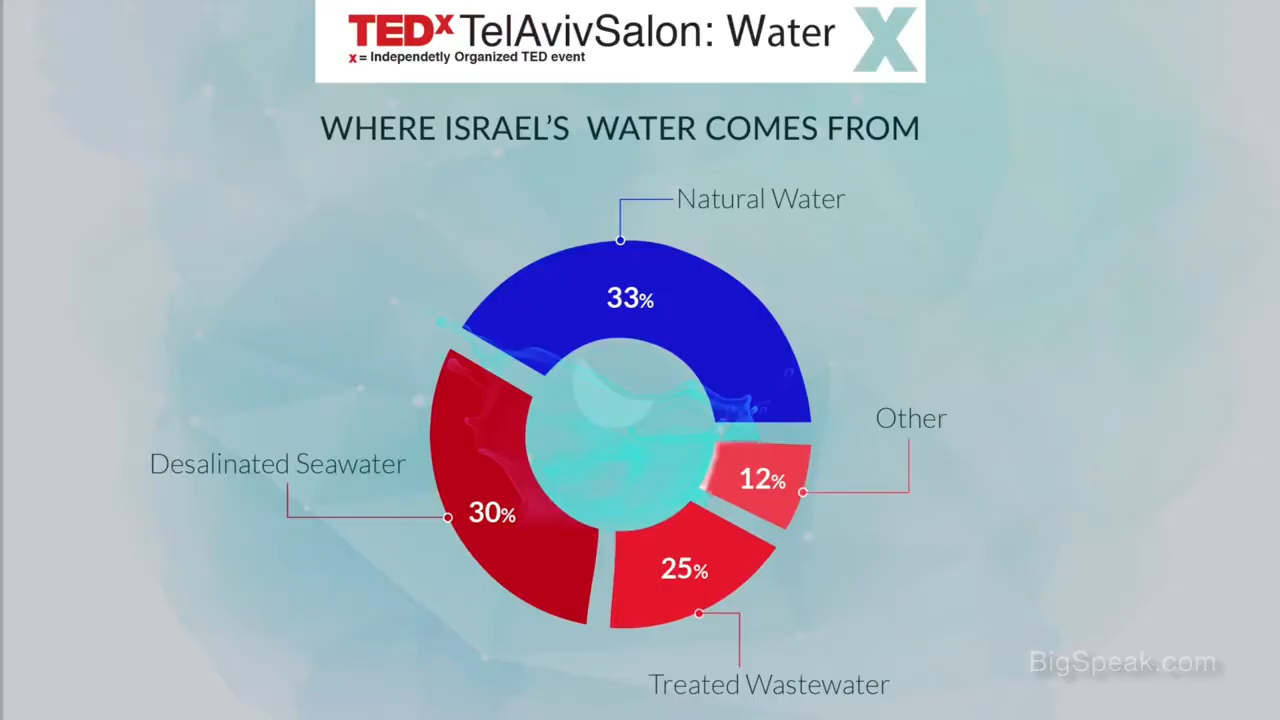 TEDx TelAvivSalon: Water X
x = Independetly Organized TED event
WHERE ISRAEL'S WATER COMES FROM
Natural Water
33%
Other
12%
Desalinated Seawater
30%
25%
Treated Wastewater
BigSpeak.com